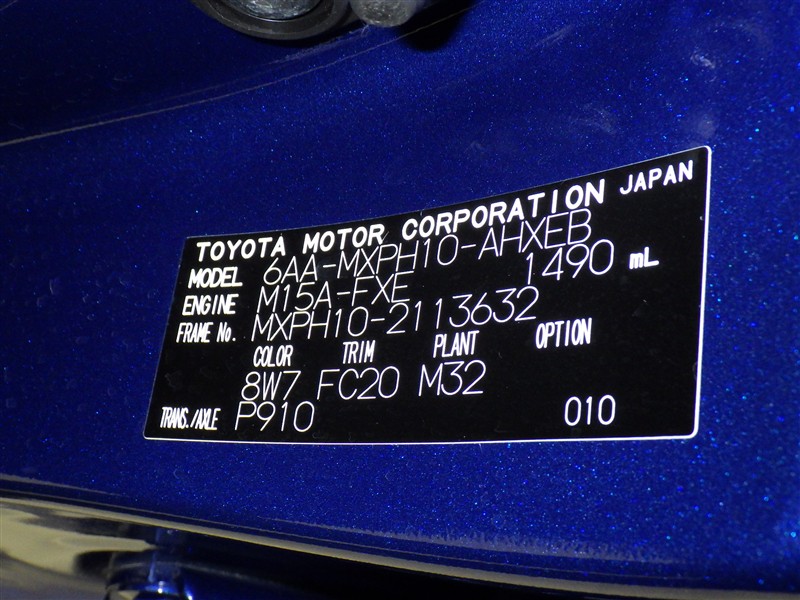 TOYOTA MOTOR CORPORATION JAPAN
MODEL 6AA-MXPH10-AHXEB
ENGINE M15A-FXE 1490 mL
FRAME No. MXPH10-2113632
COLOR TRIM PLANT OPTION
8W7 FC20 M32
TRANS./AXLE P910 010